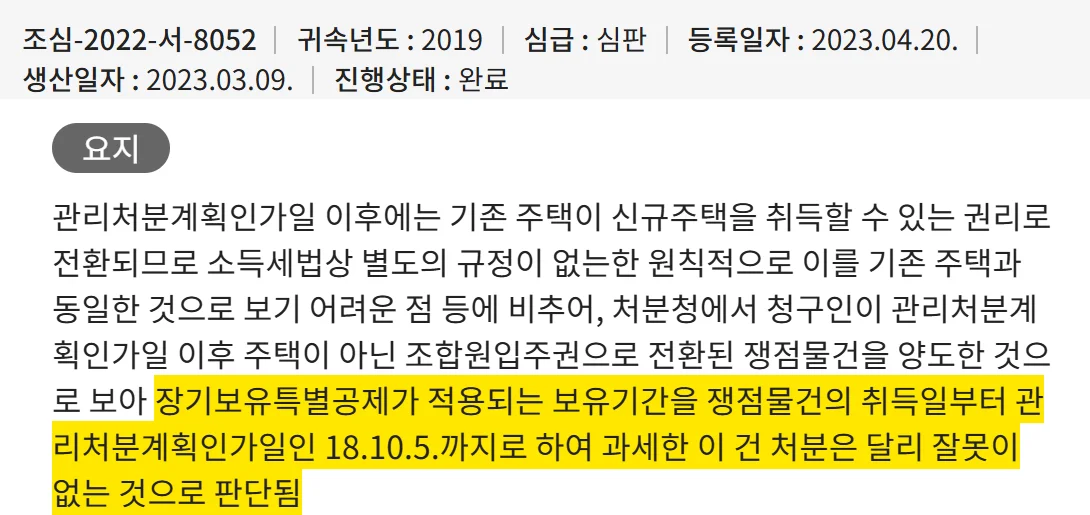 조심-2022-서-8052 | 귀속년도 : 2019 | 심급 : 심판 | 등록일자 : 2023.04.20. |
생산일자 : 2023.03.09. | 진행상태 : 완료
요지
관리처분계획인가일 이후에는 기존 주택이 신규주택을 취득할 수 있는 권리로
전환되므로 소득세법상 별도의 규정이 없는한 원칙적으로 이를 기존 주택과
동일한 것으로 보기 어려운 점 등에 비추어, 처분청에서 청구인이 관리처분계
획인가일 이후 주택이 아닌 조합원입주권으로 전환된 쟁점물건을 양도한 것으
로 보아 장기보유특별공제가 적용되는 보유기간을 쟁점물건의 취득일부터 관
리처분계획인가일인 18.10.5.까지로 하여 과세한 이 건 처분은 달리 잘못이
없는 것으로 판단됨